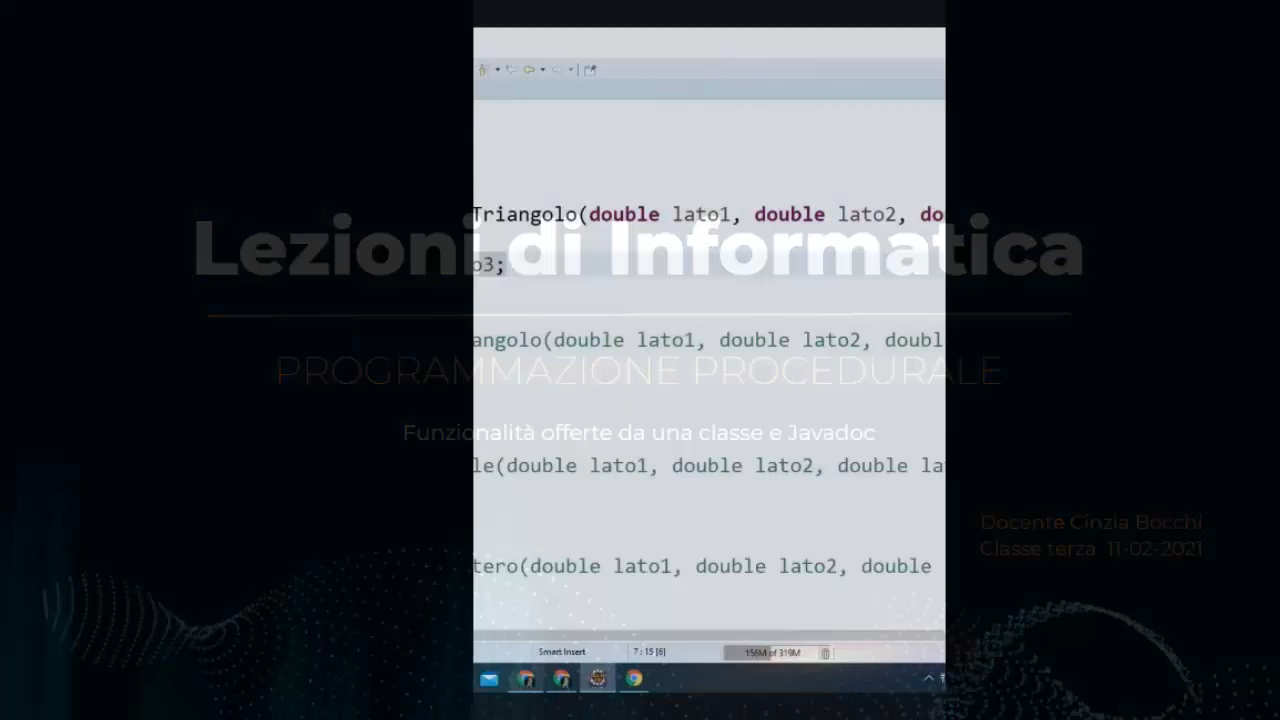 Triangolo(double lato1, double lato2, do
Lezioni di Informatica
o3;
angolo(double lato1, double lato2, doubl
PROGRAMMAZIONE PROCEDURALE
Funzionalità offerte da una classe e Javadoc
le(double lato1, double lato2, double la
Docente Cinzia Bocchi
Classe terza 11-02-2021
tero(double lato1, double lato2, double
Smart Insert 7 : 15 [6] 156M of 319M